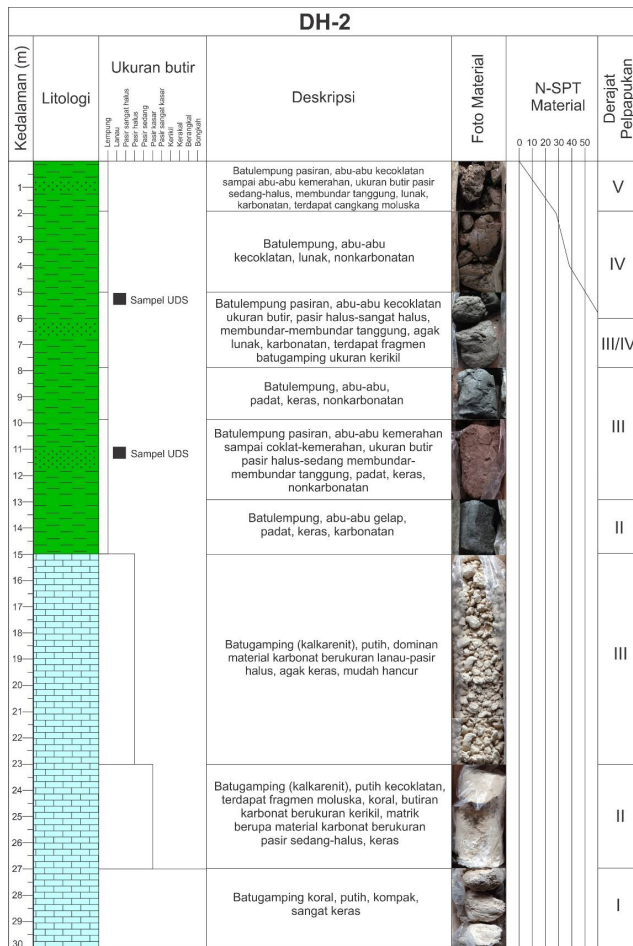 DH-2
Kedalaman (m)
Litologi
Ukuran butir
Lempung
Lanau
Pasir sangat halus
Pasir halus
Pasir sedang
Pasir kasar
Pasir sangat kasar
Kerikil
Kerakal
Berangkal
Bongkah
Deskripsi
Foto Material
N-SPT
Material
0 10 20 30 40 50
Derajat
Pelpapukan
1
2
3
4
5
6
7
8
9
10
11
12
13
14
15
16
17
18
19
20
21
22
23
24
25
26
27
28
29
30
Sampel UDS
Sampel UDS
Batulempung pasiran, abu-abu kecoklatan
sampai abu-abu kemerahan, ukuran butir pasir
sedang-halus, membundar tanggung, lunak,
karbonatan, terdapat cangkang moluska
Batulempung, abu-abu
kecoklatan, lunak, nonkarbonatan
Batulempung pasiran, abu-abu kecoklatan
ukuran butir, pasir halus-sangat halus,
membundar-membundar tanggung, agak
lunak, karbonatan, terdapat fragmen
batugamping ukuran kerikil
Batulempung, abu-abu,
padat, keras, nonkarbonatan
Batulempung pasiran, abu-abu kemerahan
sampai coklat-kemerahan, ukuran butir
pasir halus-sedang membundar-
membundar tanggung, padat, keras,
nonkarbonatan
Batulempung, abu-abu gelap,
padat, keras, karbonatan
Batugamping (kalkarenit), putih, dominan
material karbonat berukuran lanau-pasir
halus, agak keras, mudah hancur
Batugamping (kalkarenit), putih kecoklatan,
terdapat fragmen moluska, koral, butiran
karbonat berukuran kerikil, matrik
berupa material karbonat berukuran
pasir sedang-halus, keras
Batugamping koral, putih, kompak,
sangat keras
V
IV
III/IV
III
II
III
II
I